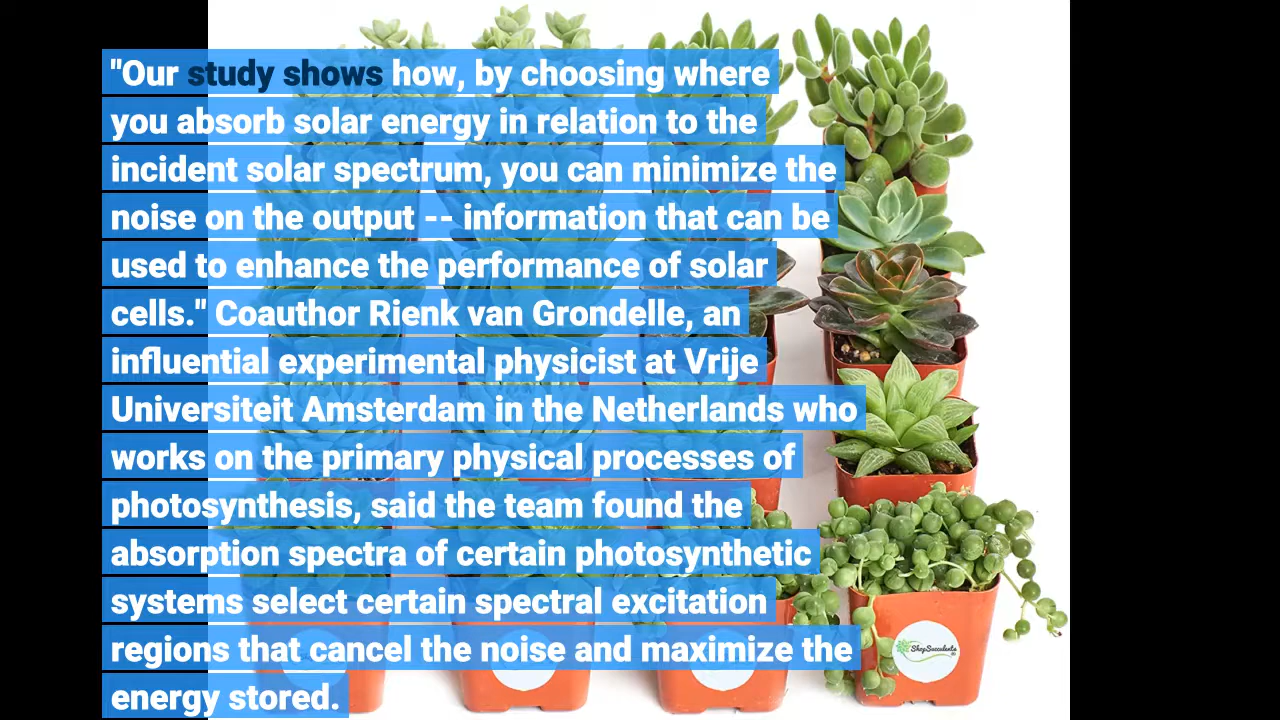 "Our study shows how, by choosing where
you absorb solar energy in relation to the
incident solar spectrum, you can minimize the
noise on the output -- information that can be
used to enhance the performance of solar
cells." Coauthor Rienk van Grondelle, an
influential experimental physicist at Vrije
Universiteit Amsterdam in the Netherlands who
works on the primary physical processes of
photosynthesis, said the team found the
absorption spectra of certain photosynthetic
systems select certain spectral excitation
regions that cancel the noise and maximize the
energy stored.
ShopSucculents